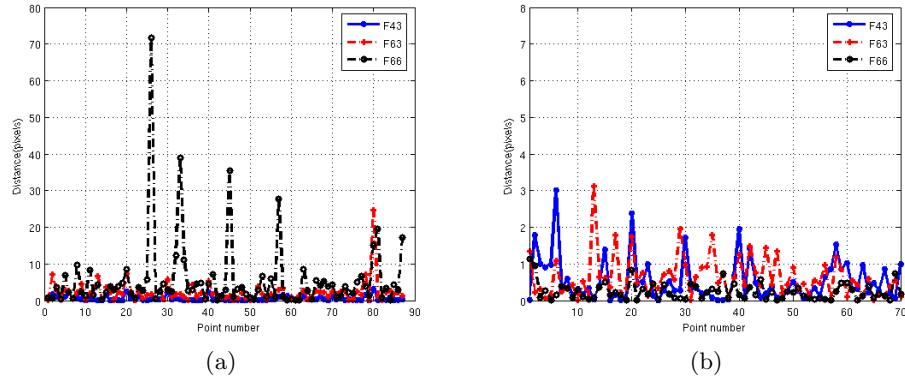 80
70
60
50
40
30
20
10
0
Distance(pixels)
0 10 20 30 40 50 60 70 80 90
Point number
F43
F63
F66
(a)
8
7
6
5
4
3
2
1
0
Distance(pixels)
0 10 20 30 40 50 60 70
Point number
F43
F63
F66
(b)